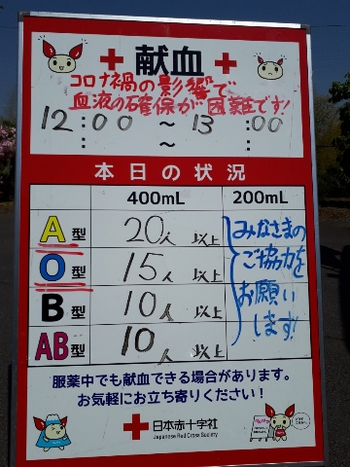 献血
コロナ禍の影響で
血液の確保が困難です!
12:00 ～ 13:00
: ～ :
本日の状況
400mL 200mL
A型 20人以上
O型 15人以上
B型 10人以上
AB型 10人以上
みなさまの
ご協力を
お願い
します!
服薬中でも献血できる場合があります。
お気軽にお立ち寄りください!
日本赤十字社
Japanese Red Cross Society